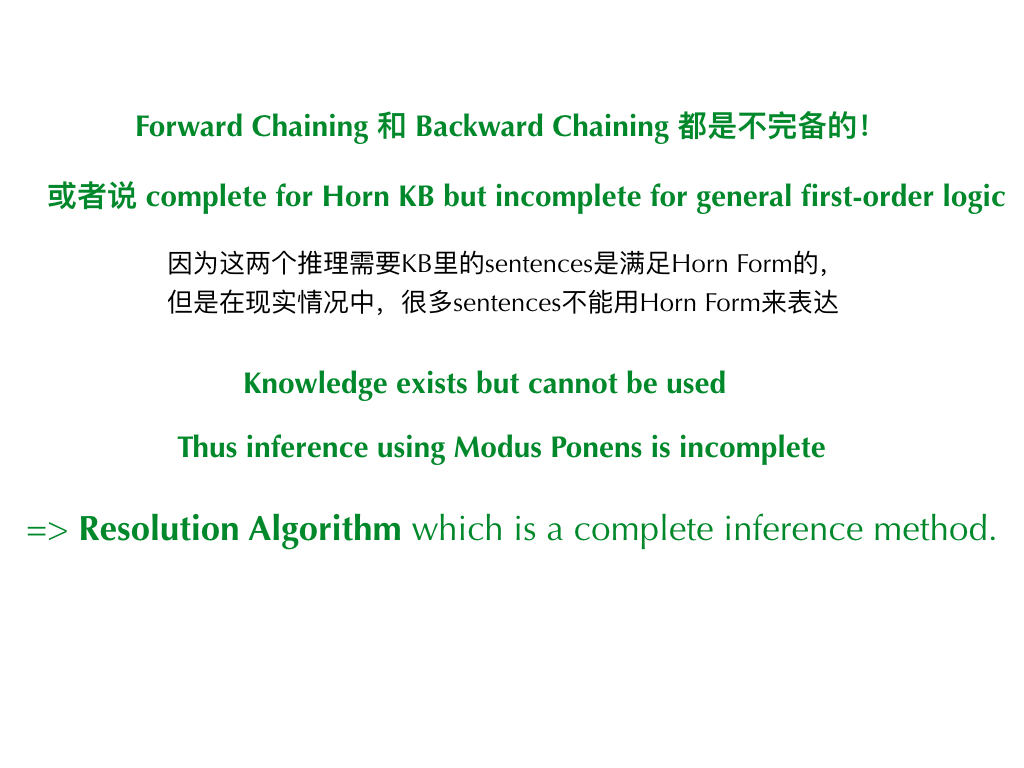 Forward Chaining 和 Backward Chaining 都是不完备的！
或者说 complete for Horn KB but incomplete for general first-order logic
因为这两个推理需要KB里的sentences是满足Horn Form的，
但是在现实情况中，很多sentences不能用Horn Form来表达
Knowledge exists but cannot be used
Thus inference using Modus Ponens is incomplete
=> Resolution Algorithm which is a complete inference method.